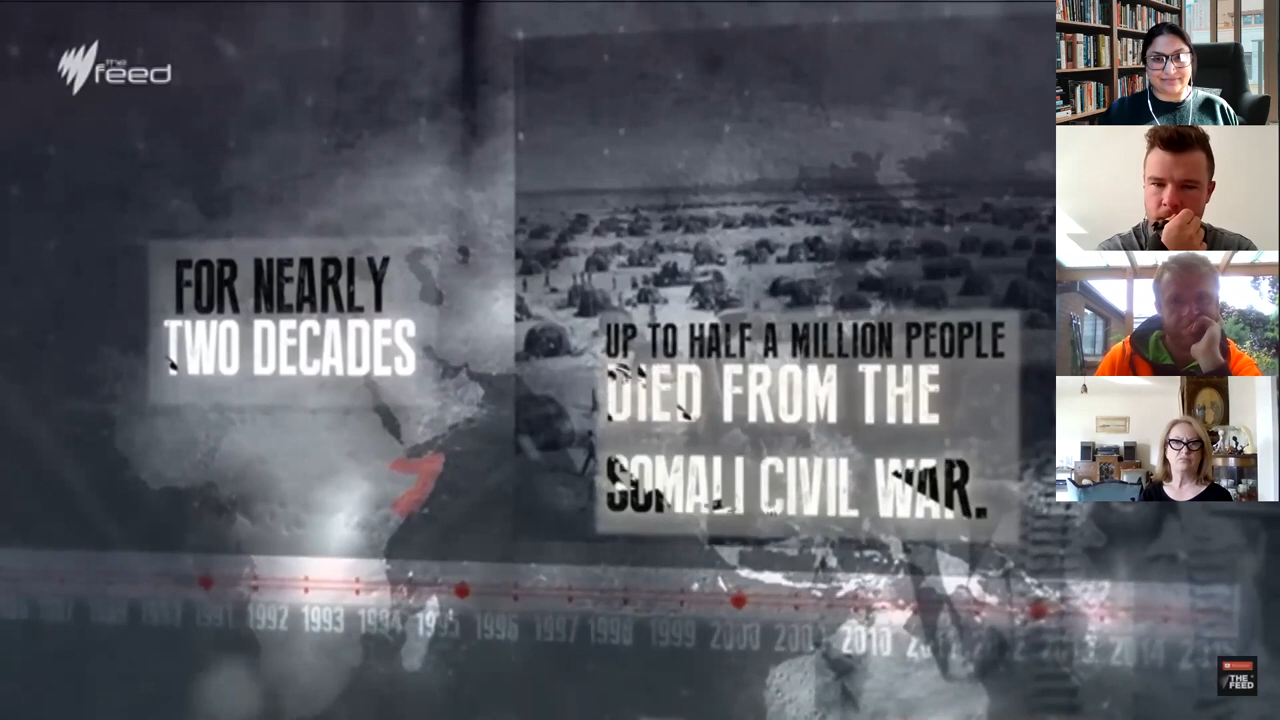 the
feed
FOR NEARLY
TWO DECADES
UP TO HALF A MILLION PEOPLE
DIED FROM THE
SOMALI CIVIL WAR.
1991 1992 1993 1994 1995 1996 1997 1998 1999 2000 2010 2014
THE
FEED